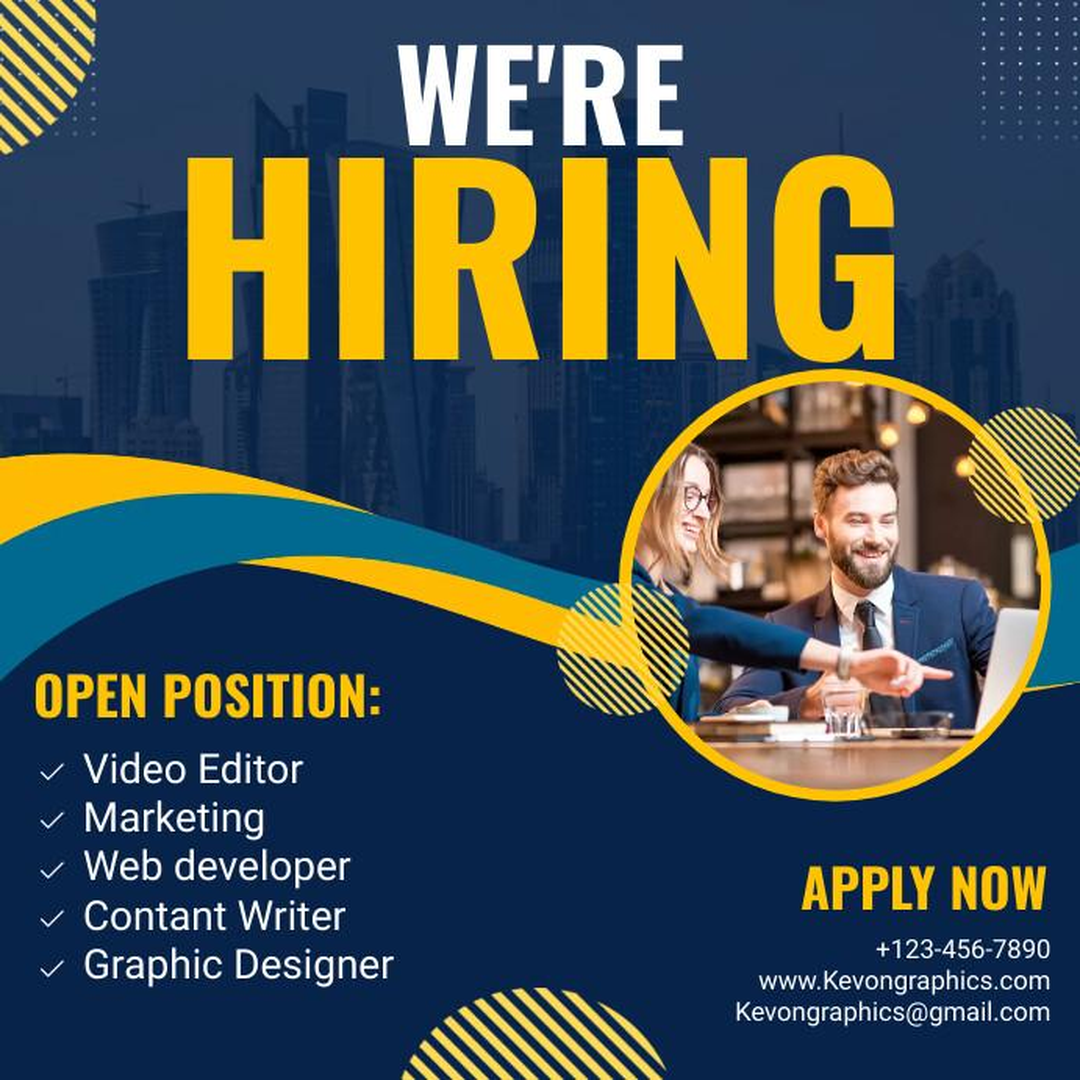 WE'RE
HIRING
OPEN POSITION:
Video Editor
Marketing
Web developer
Contant Writer
Graphic Designer
APPLY NOW
+123-456-7890
www.Kevongraphics.com
Kevongraphics@gmail.com